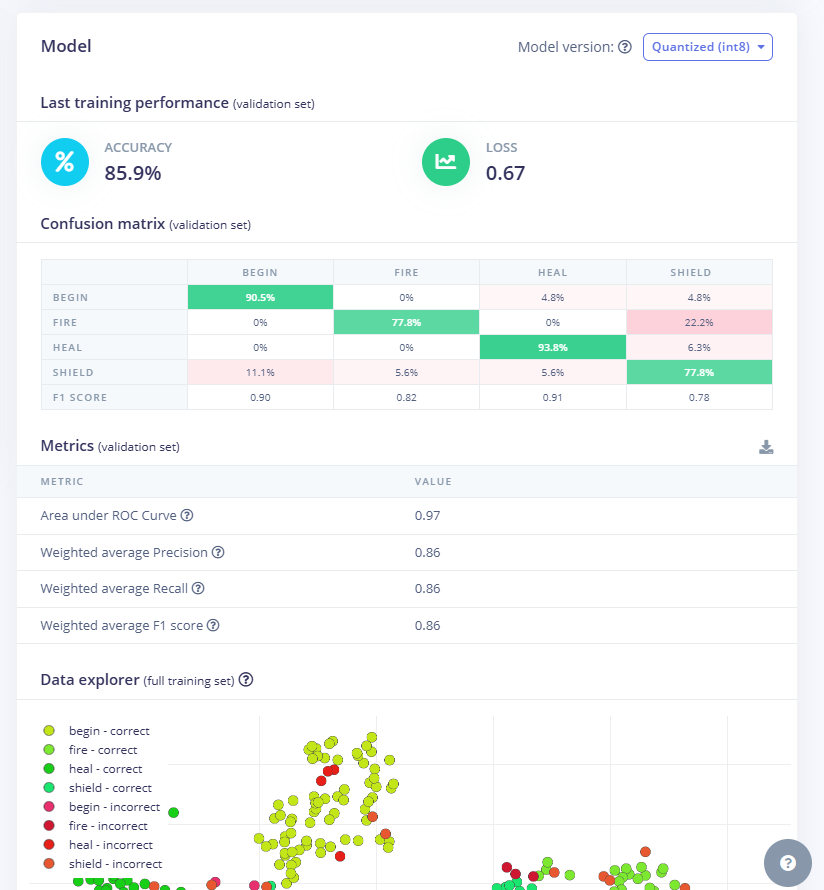 Model
Model version: Quantized (int8)
Last training performance (validation set)
% ACCURACY
85.9%
LOSS
0.67
Confusion matrix (validation set)
BEGIN FIRE HEAL SHIELD
BEGIN 90.5% 0% 4.8% 4.8%
FIRE 0% 77.8% 0% 22.2%
HEAL 0% 0% 93.8% 6.3%
SHIELD 11.1% 5.6% 5.6% 77.8%
F1 SCORE 0.90 0.82 0.91 0.78
Metrics (validation set)
METRIC VALUE
Area under ROC Curve ? 0.97
Weighted average Precision ? 0.86
Weighted average Recall ? 0.86
Weighted average F1 score ? 0.86
Data explorer (full training set) ?
begin - correct
fire - correct
heal - correct
shield - correct
begin - incorrect
fire - incorrect
heal - incorrect
shield - incorrect
?